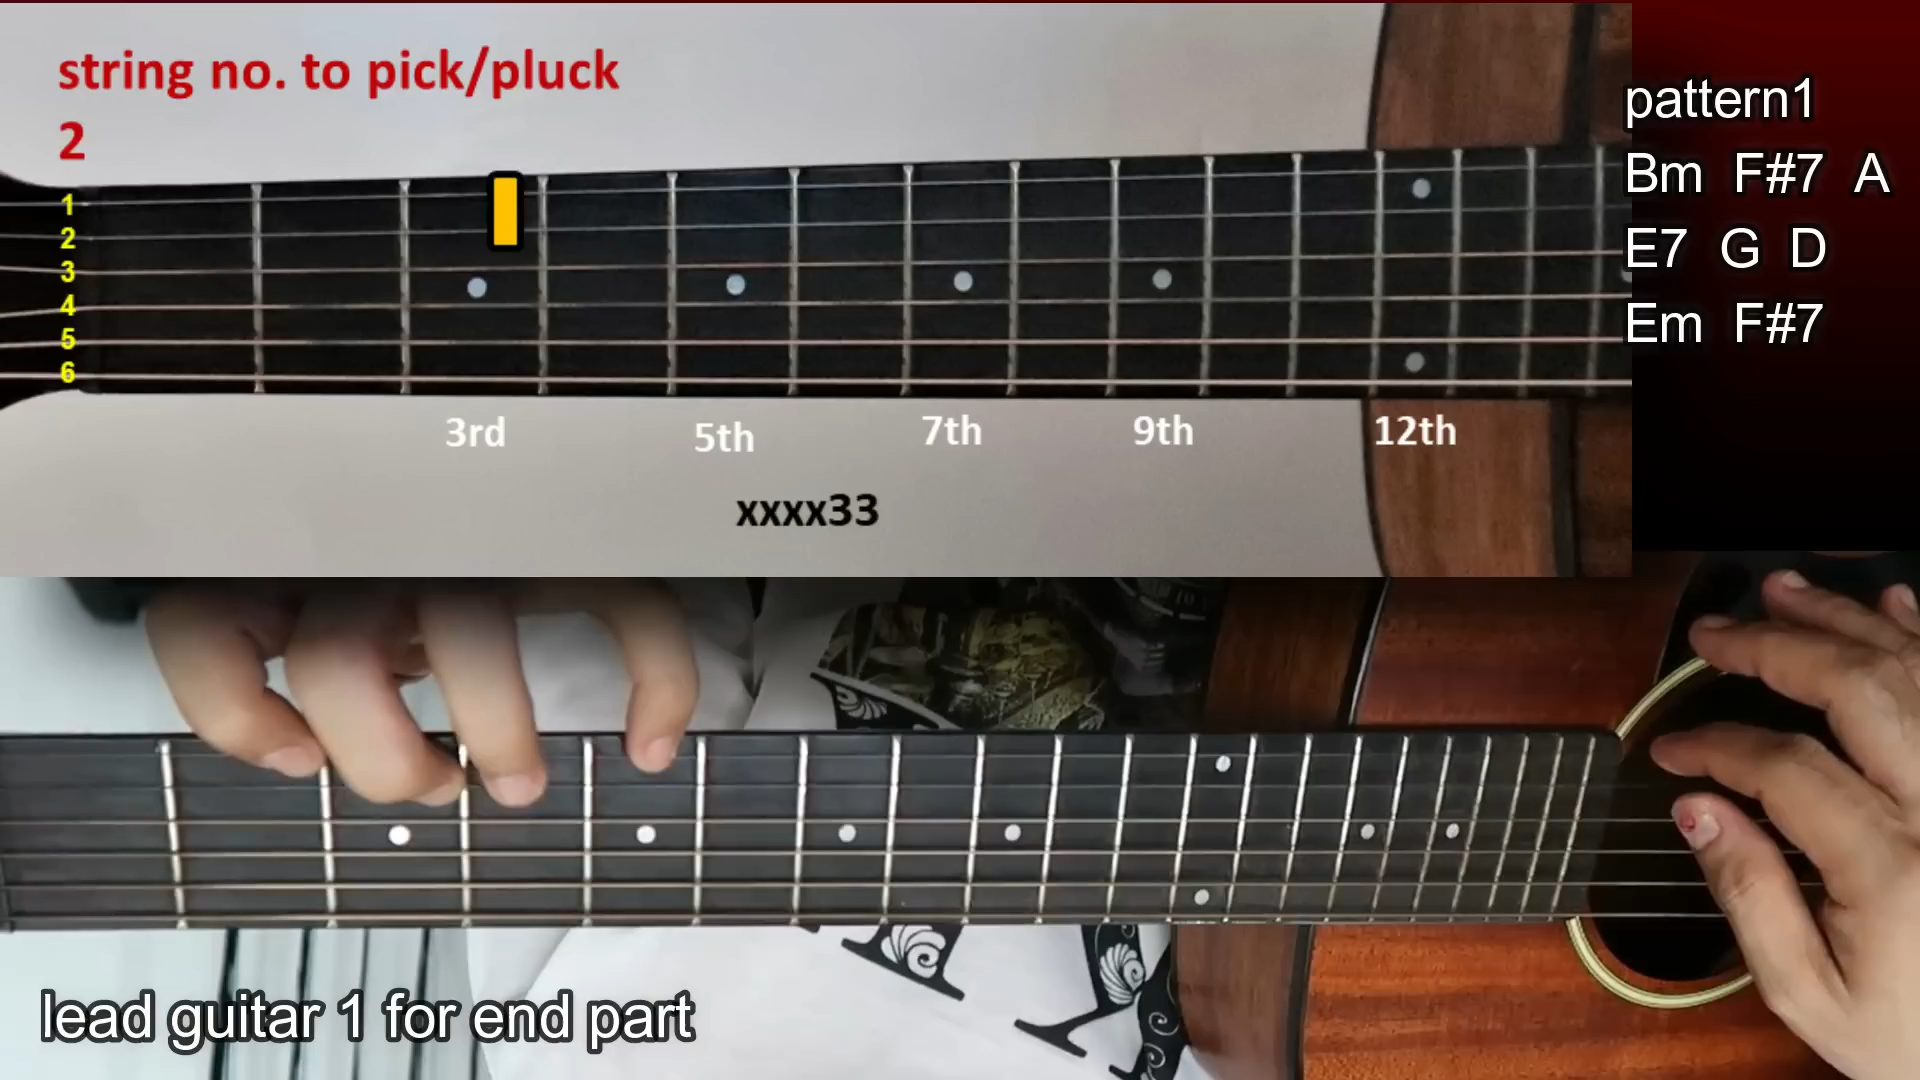 string no. to pick/pluck
2
1
2
3
4
5
6
3rd 5th 7th 9th 12th
xxxx33
pattern1
Bm F#7 A
E7 G D
Em F#7
lead guitar 1 for end part